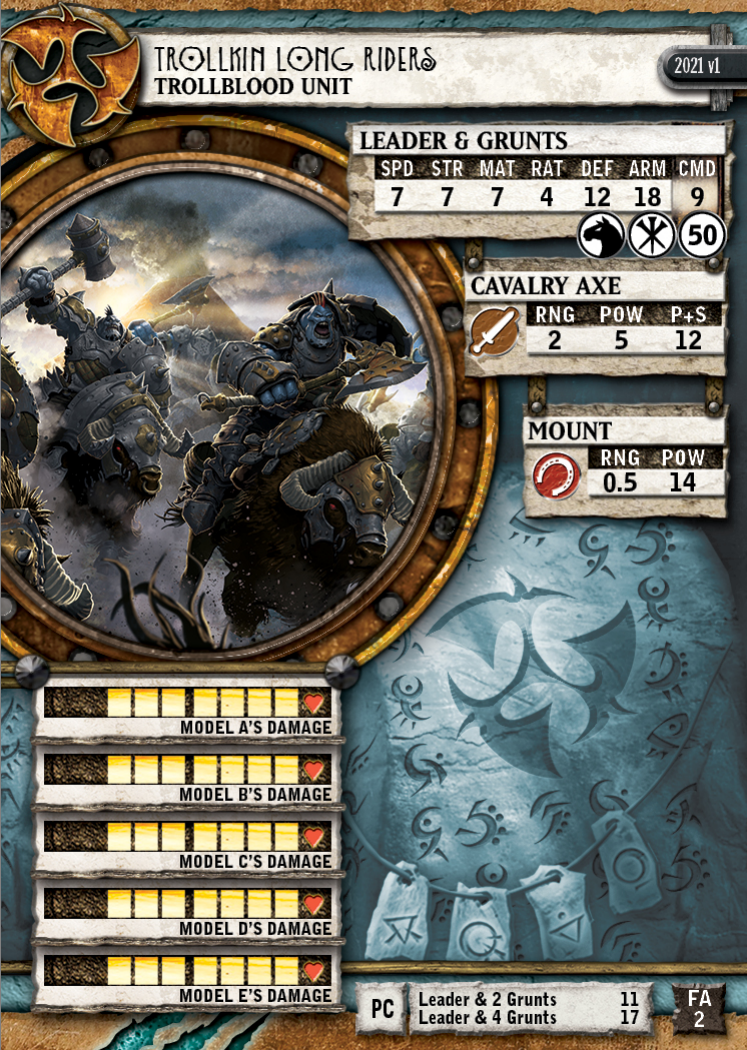 TROLLKIN LONG RIDERS
TROLLBLOOD UNIT
2021 v1
LEADER & GRUNTS
SPD STR MAT RAT DEF ARM CMD
7 7 7 4 12 18 9
50
CAVALRY AXE
RNG POW P+S
2 5 12
MOUNT
RNG POW
0.5 14
MODEL A'S DAMAGE
MODEL B'S DAMAGE
MODEL C'S DAMAGE
MODEL D'S DAMAGE
MODEL E'S DAMAGE
PC
Leader & 2 Grunts 11
Leader & 4 Grunts 17
FA
2